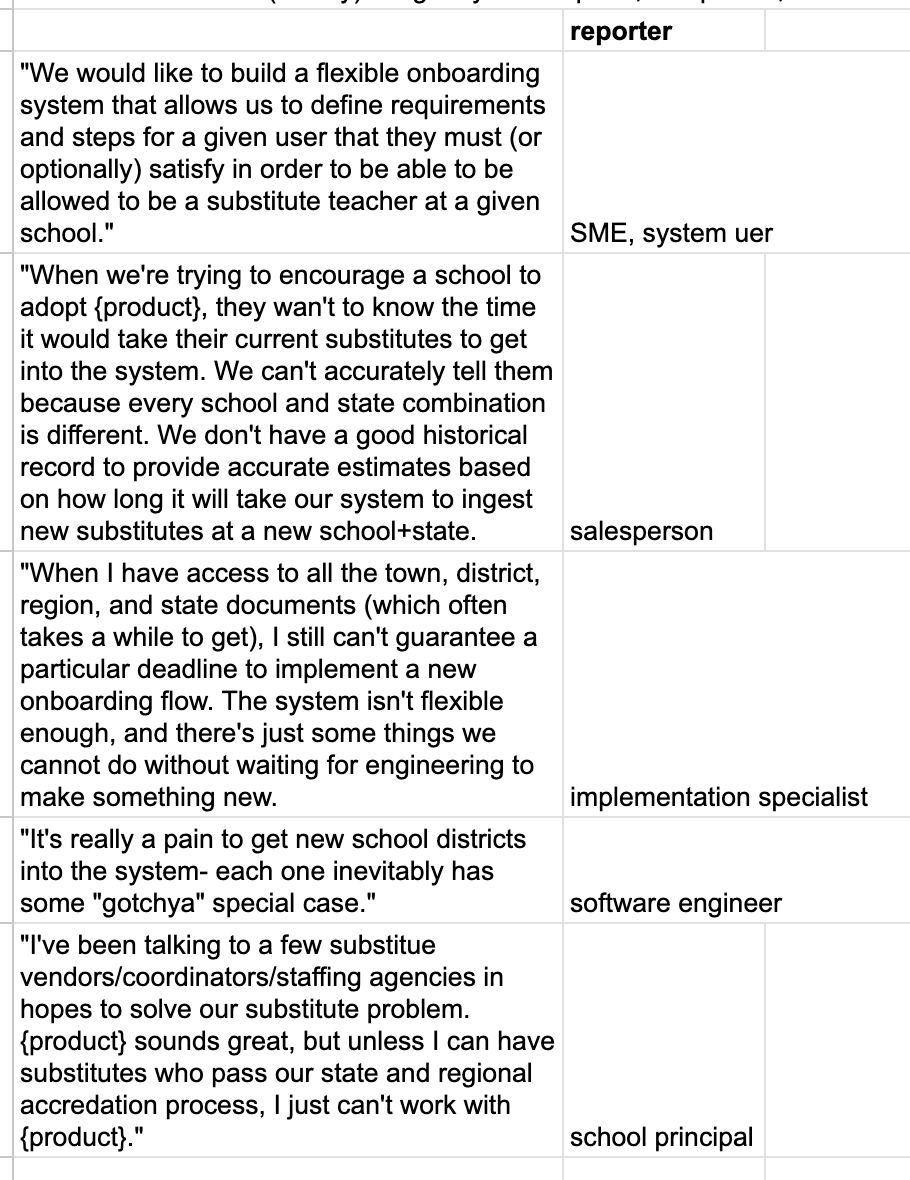 reporter
"We would like to build a flexible onboarding
system that allows us to define requirements
and steps for a given user that they must (or
optionally) satisfy in order to be able to be
allowed to be a substitute teacher at a given
school."
SME, system uer
"When we're trying to encourage a school to
adopt {product}, they wan't to know the time
it would take their current substitutes to get
into the system. We can't accurately tell them
because every school and state combination
is different. We don't have a good historical
record to provide accurate estimates based
on how long it will take our system to ingest
new substitutes at a new school+state.
salesperson
"When I have access to all the town, district,
region, and state documents (which often
takes a while to get), I still can't guarantee a
particular deadline to implement a new
onboarding flow. The system isn't flexible
enough, and there's just some things we
cannot do without waiting for engineering to
make something new.
implementation specialist
"It's really a pain to get new school districts
into the system- each one inevitably has
some "gotchya" special case."
software engineer
"I've been talking to a few substitue
vendors/coordinators/staffing agencies in
hopes to solve our substitute problem.
{product} sounds great, but unless I can have
substitutes who pass our state and regional
accredation process, I just can't work with
{product}."
school principal